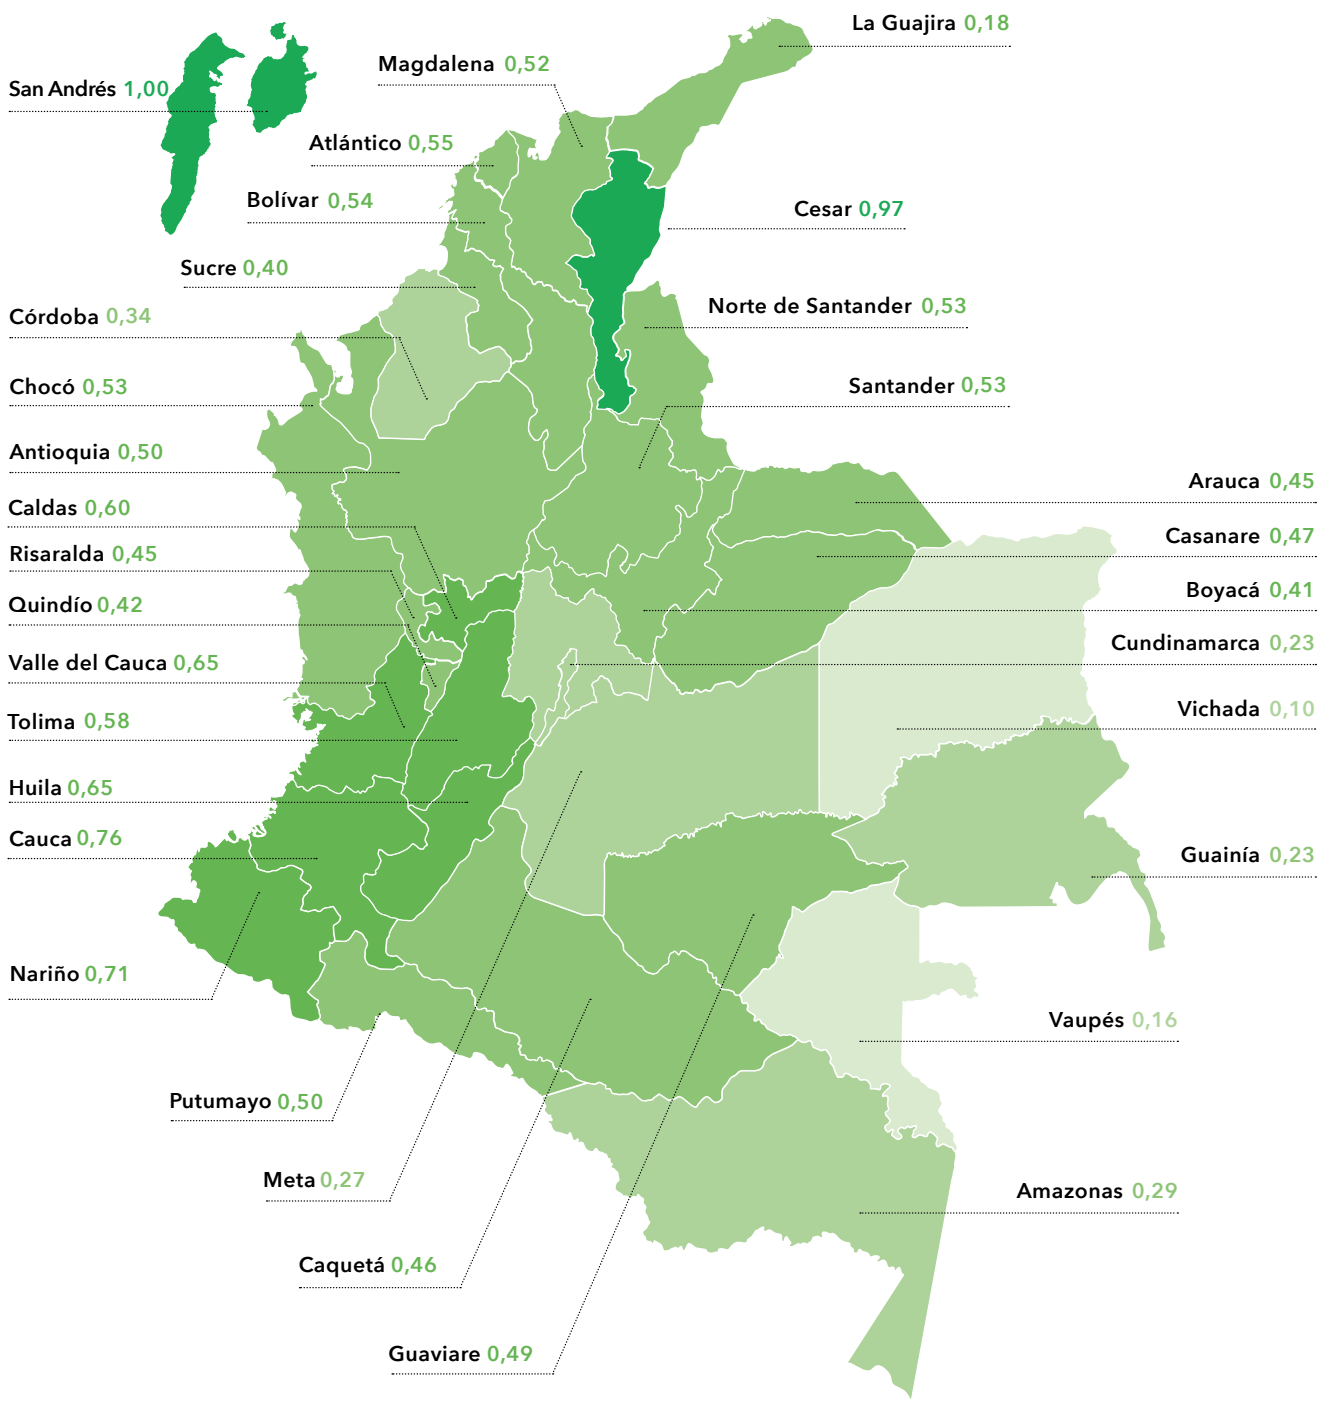 La Guajira 0,18
Magdalena 0,52
San Andrés 1,00
Atlántico 0,55
Bolívar 0,54
Cesar 0,97
Sucre 0,40
Norte de Santander 0,53
Córdoba 0,34
Chocó 0,53
Santander 0,53
Antioquia 0,50
Arauca 0,45
Caldas 0,60
Casanare 0,47
Risaralda 0,45
Boyacá 0,41
Quindío 0,42
Cundinamarca 0,23
Valle del Cauca 0,65
Vichada 0,10
Tolima 0,58
Huila 0,65
Cauca 0,76
Guainía 0,23
Nariño 0,71
Vaupés 0,16
Putumayo 0,50
Meta 0,27
Amazonas 0,29
Caquetá 0,46
Guaviare 0,49